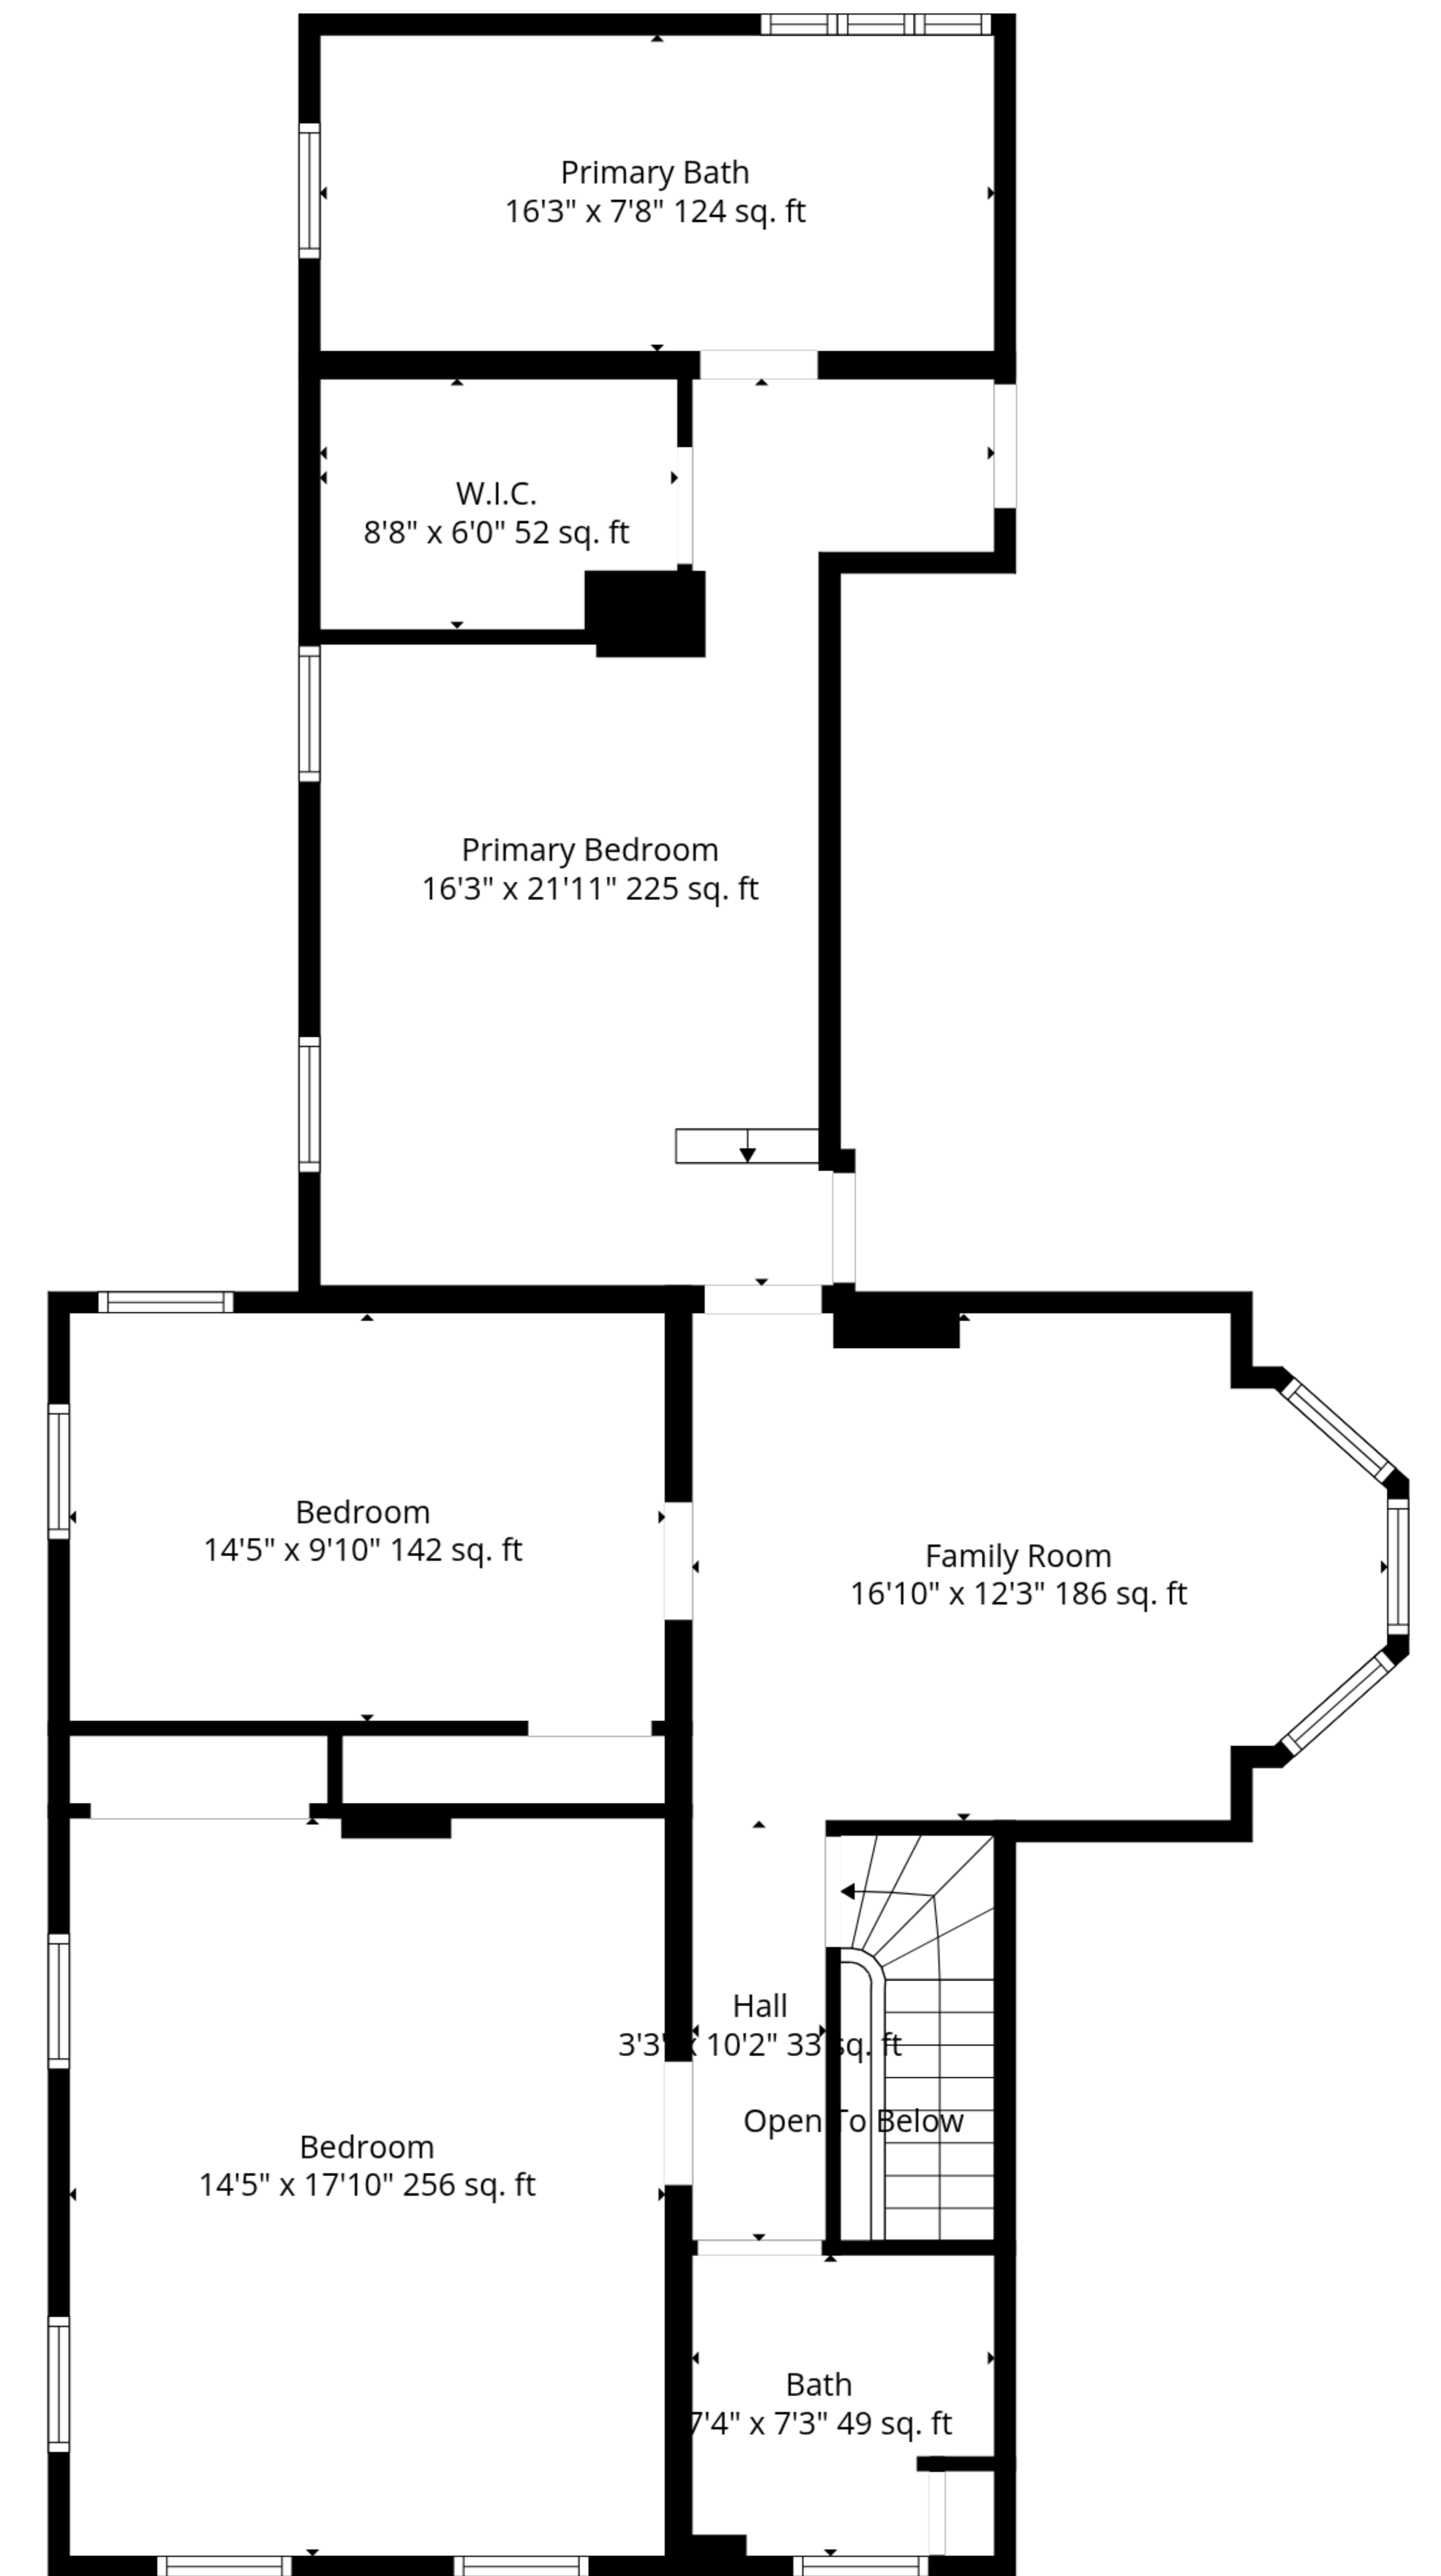 Primary Bath
16'3" x 7'8" 124 sq. ft
W.I.C.
8'8" x 6'0" 52 sq. ft
Primary Bedroom
16'3" x 21'11" 225 sq. ft
Bedroom
14'5" x 9'10" 142 sq. ft
Family Room
16'10" x 12'3" 186 sq. ft
Hall
3'3" x 10'2" 33 sq. ft
Open To Below
Bedroom
14'5" x 17'10" 256 sq. ft
Bath
7'4" x 7'3" 49 sq. ft